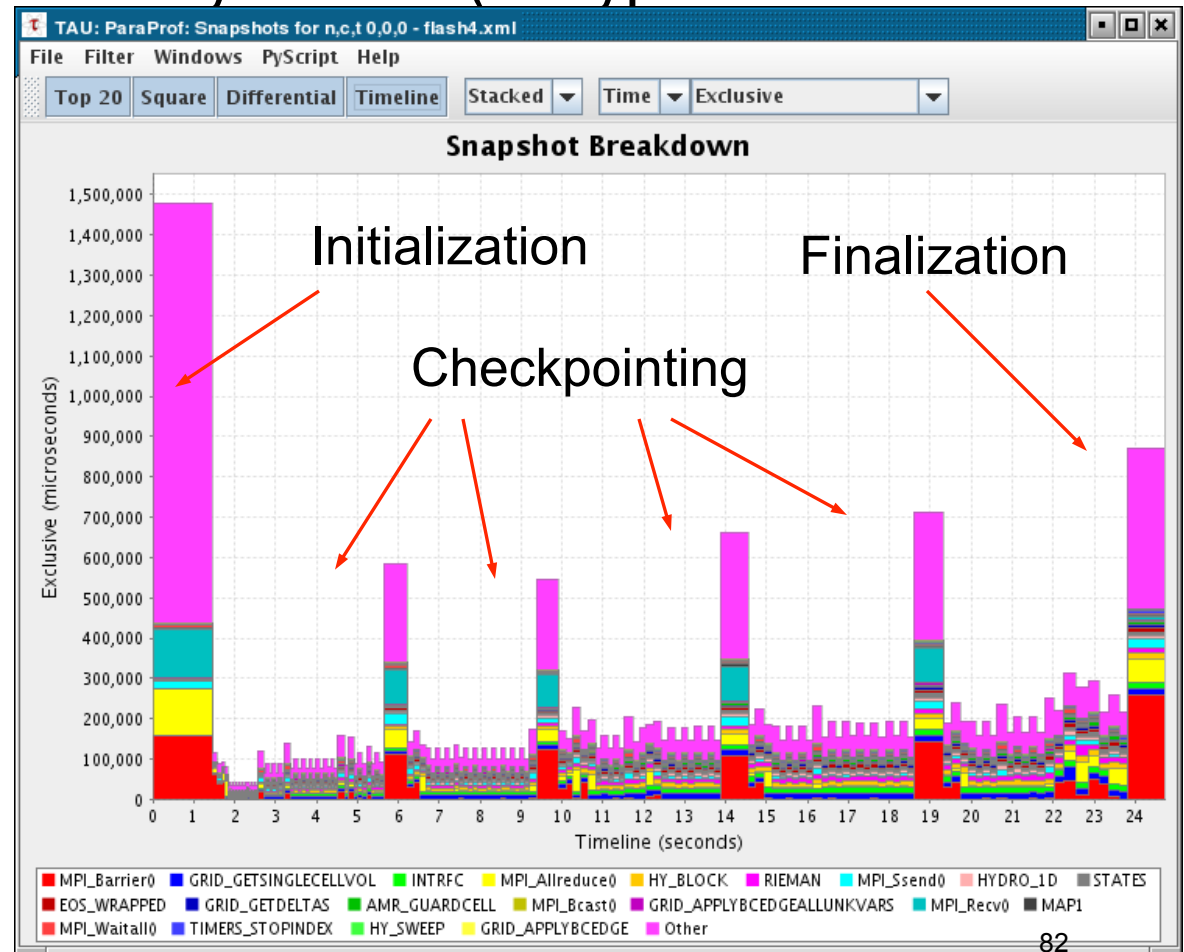 TAU: ParaProf: Snapshots for n,c,t 0,0,0 - flash4.xml
File Filter Windows PyScript Help
Top 20 Square Differential Timeline Stacked Time Exclusive
Snapshot Breakdown
1,500,000
1,400,000
1,300,000
1,200,000
1,100,000
1,000,000
900,000
800,000
700,000
600,000
500,000
400,000
300,000
200,000
100,000
0
Exclusive (microseconds)
Initialization
Finalization
Checkpointing
0 1 2 3 4 5 6 7 8 9 10 11 12 13 14 15 16 17 18 19 20 21 22 23 24
Timeline (seconds)
MPI_Barrier() GRID_GETSINGLECELLVOL INTRFC MPI_Allreduce() HY_BLOCK RIEMAN MPI_Ssend() HYDRO_1D STATES
EOS_WRAPPED GRID_GETDELTAS AMR_GUARDCELL MPI_Bcast() GRID_APPLYBCEDGEALLUNKVARS MPI_Recv() MAP1
MPI_Waitall() TIMERS_STOPINDEX HY_SWEEP GRID_APPLYBCEDGE Other
82